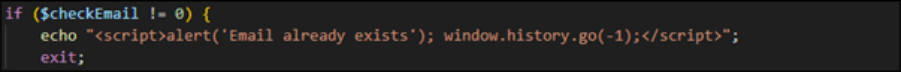 if ($checkEmail != 0) {
    echo "<script>alert('Email already exists'); window.history.go(-1);</script>";
    exit;